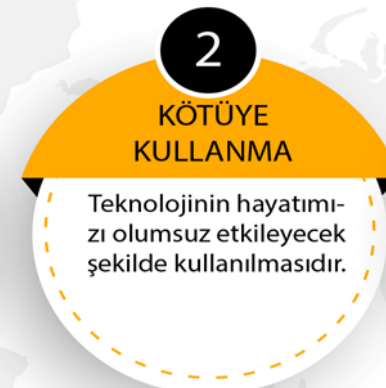 2
KÖTÜYE
KULLANMA
Teknolojinin hayatımı-
zı olumsuz etkileyecek
şekilde kullanılmasıdır.